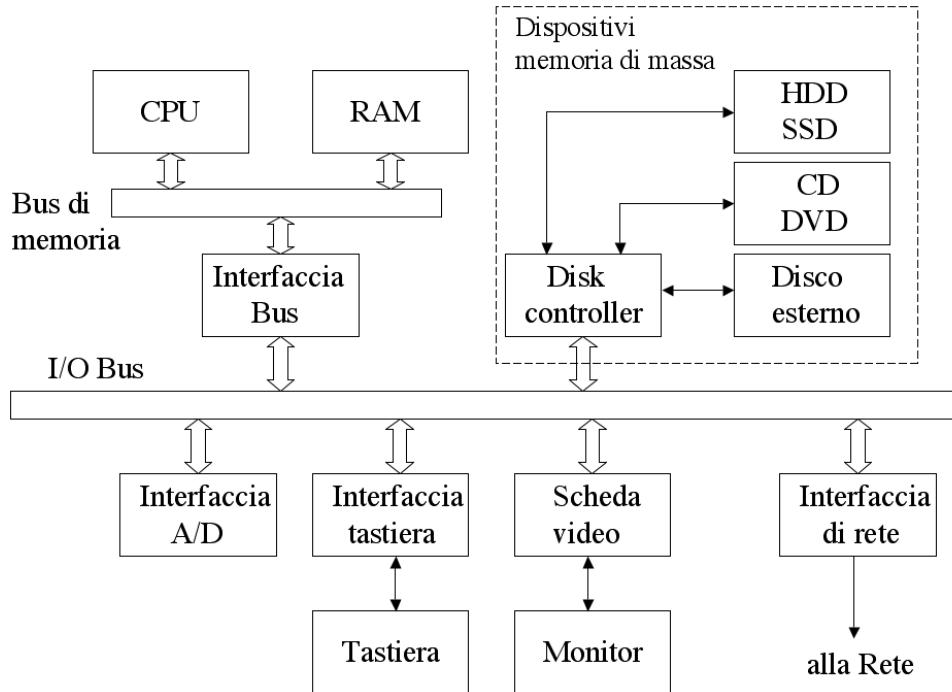 Dispositivi
memoria di massa
CPU
RAM
HDD
SSD
CD
DVD
Bus di
memoria
Interfaccia
Bus
Disk
controller
Disco
esterno
I/O Bus
Interfaccia
A/D
Interfaccia
tastiera
Scheda
video
Interfaccia
di rete
Tastiera
Monitor
alla Rete